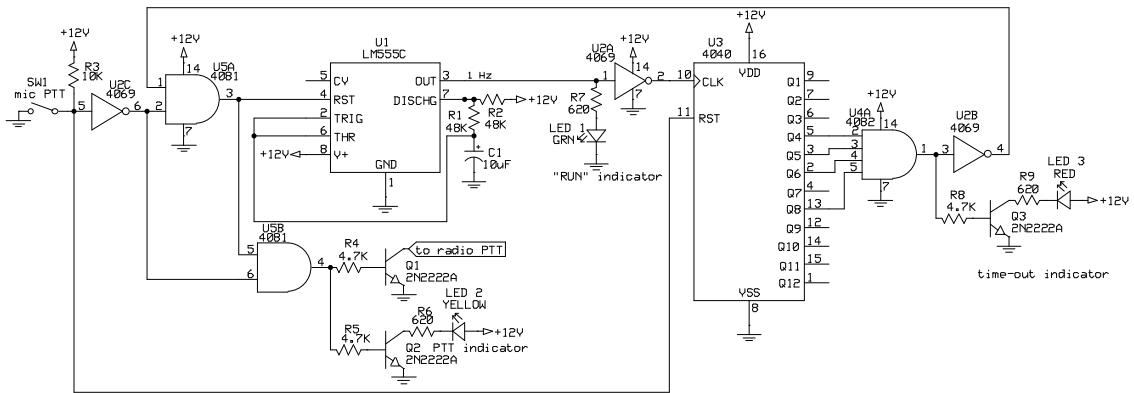 +12V
R3
10K
SW1
mic PTT
U2C
4069
5
6
+12V
U5A
4081
14
1
2
3
7
U1
LM555C
5
CV
4
RST
2
TRIG
6
THR
+12V
8
V+
OUT
3
1 Hz
DISCHG
7
R2
48K
+12V
R1
48K
C1
10uF
+
GND
1
U2A
4069
+12V
14
1
2
7
R7
620
LED 1
GRN
"RUN" indicator
U3
4040
+12V
16
VDD
10
CLK
11
RST
Q1
9
Q2
7
Q3
6
Q4
5
Q5
3
Q6
2
Q7
4
Q8
13
Q9
12
Q10
14
Q11
15
Q12
1
VSS
8
U4A
4082
+12V
14
2
3
4
5
1
7
U2B
4069
3
4
R8
4.7K
R9
620
LED 3
RED
+12V
Q3
2N2222A
time-out indicator
U5B
4081
5
6
4
R4
4.7K
to radio PTT
Q1
2N2222A
R5
4.7K
R6
620
LED 2
YELLOW
+12V
Q2
PTT indicator
2N2222A